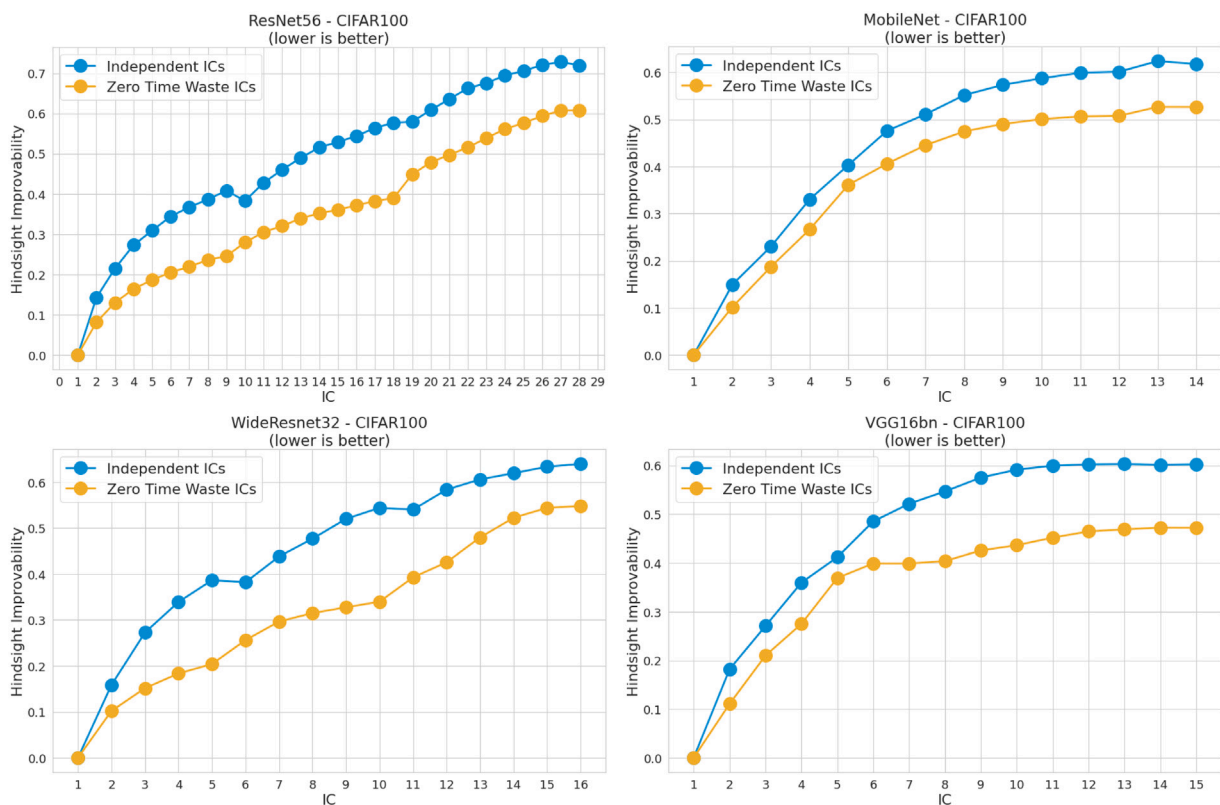 ResNet56 - CIFAR100
(lower is better)
Hindsight Improvability
0.7
0.6
0.5
0.4
0.3
0.2
0.1
0.0
Independent ICs
Zero Time Waste ICs
0 1 2 3 4 5 6 7 8 9 10 11 12 13 14 15 16 17 18 19 20 21 22 23 24 25 26 27 28 29
IC
MobileNet - CIFAR100
(lower is better)
Hindsight Improvability
0.6
0.5
0.4
0.3
0.2
0.1
0.0
Independent ICs
Zero Time Waste ICs
1 2 3 4 5 6 7 8 9 10 11 12 13 14
IC
WideResnet32 - CIFAR100
(lower is better)
Hindsight Improvability
0.6
0.5
0.4
0.3
0.2
0.1
0.0
Independent ICs
Zero Time Waste ICs
1 2 3 4 5 6 7 8 9 10 11 12 13 14 15 16
IC
VGG16bn - CIFAR100
(lower is better)
Hindsight Improvability
0.6
0.5
0.4
0.3
0.2
0.1
0.0
Independent ICs
Zero Time Waste ICs
1 2 3 4 5 6 7 8 9 10 11 12 13 14 15
IC